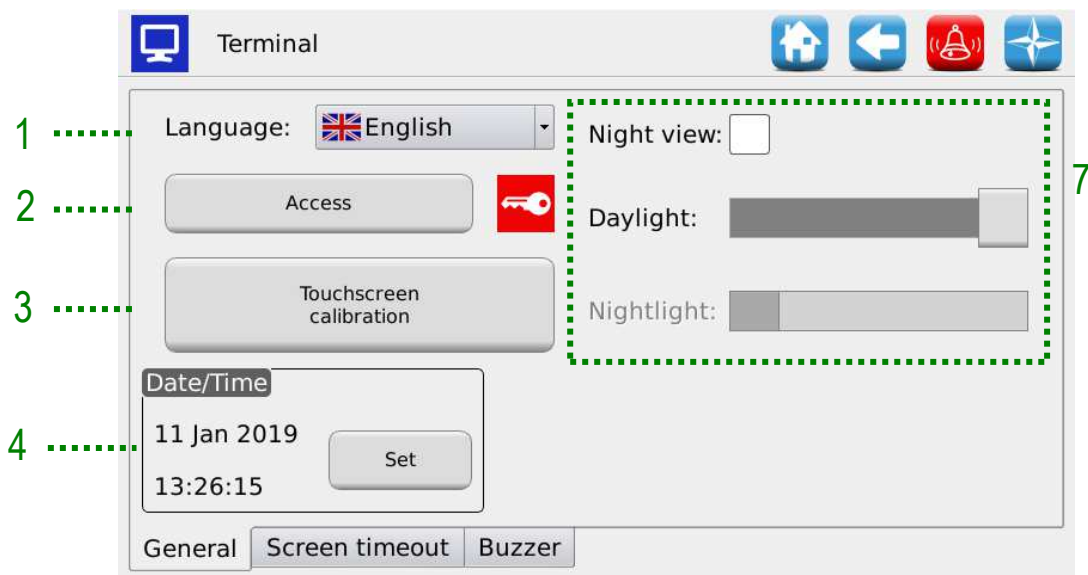 Terminal
1
Language: English
Night view:
7
2
Access
Daylight:
3
Touchscreen
calibration
Nightlight:
Date/Time
4
11 Jan 2019
Set
13:26:15
General Screen timeout Buzzer